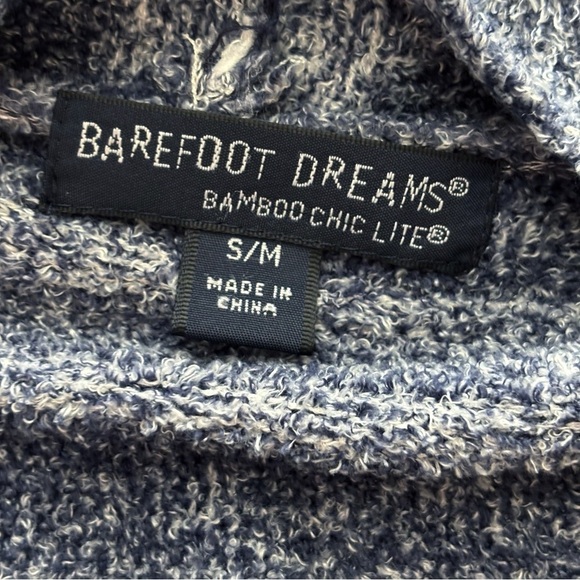 BAREFOOT DREAMS®
BAMBOO CHIC LITE®
S/M
MADE IN
CHINA